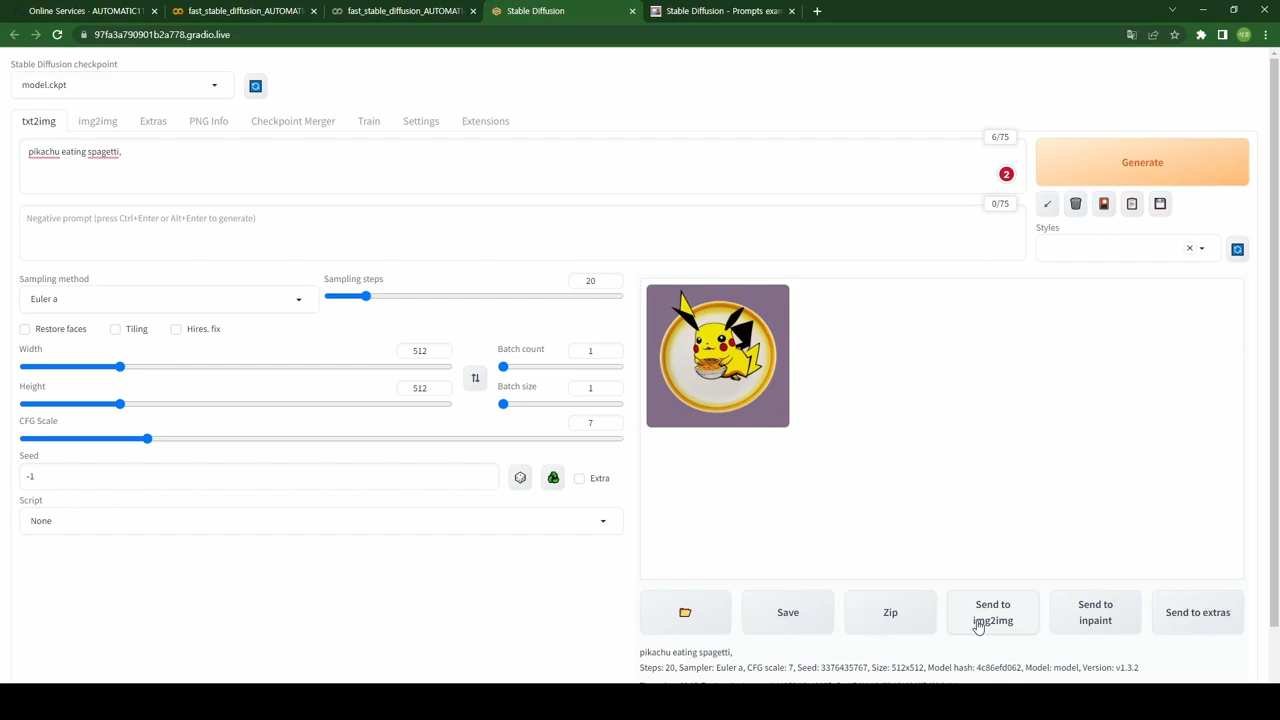 Online Services - AUTOMATIC11
fast_stable_diffusion_AUTOMATI
fast_stable_diffusion_AUTOMATI
Stable Diffusion
Stable Diffusion – Prompts exam
97fa3a790901b2a778.gradio.live
Stable Diffusion checkpoint
model.ckpt
txt2img img2img Extras PNG Info Checkpoint Merger Train Settings Extensions
6/75
pikachu eating spagetti,
2
Generate
0/75
Negative prompt (press Ctrl+Enter or Alt+Enter to generate)
Styles
Sampling method
Euler a
Sampling steps
20
Restore faces Tiling Hires. fix
Width
512
Batch count
1
Height
512
Batch size
1
CFG Scale
7
Seed
-1
Extra
Script
None
Save
Zip
Send to
img2img
Send to
inpaint
Send to extras
pikachu eating spagetti,
Steps: 20, Sampler: Euler a, CFG scale: 7, Seed: 3376435767, Size: 512x512, Model hash: 4c86efd062, Model: model, Version: v1.3.2